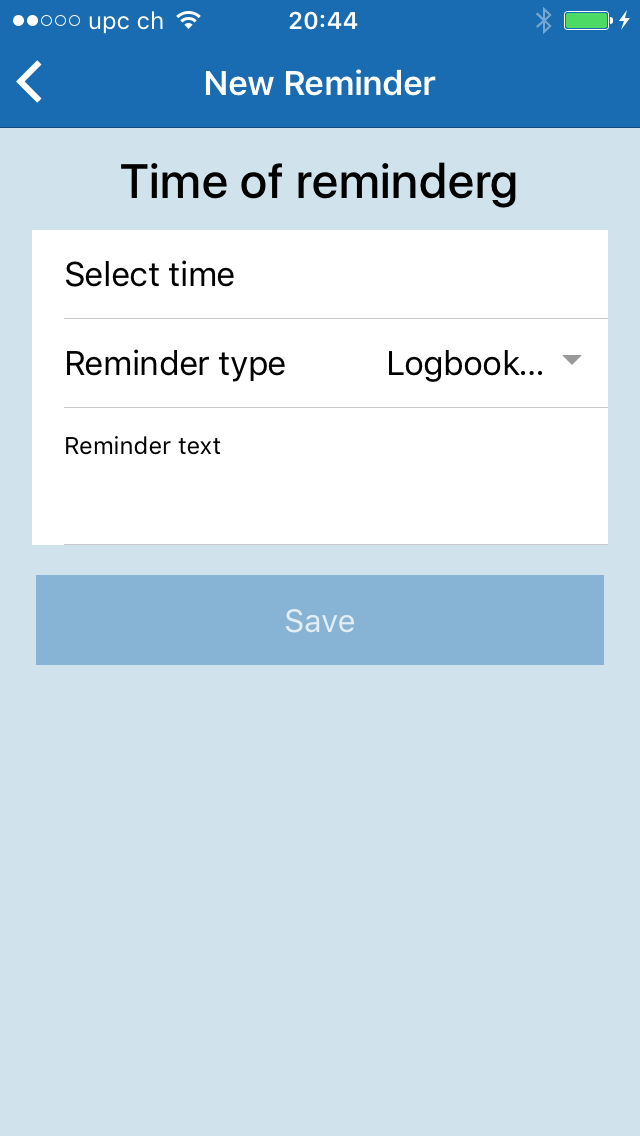 upc ch 20:44
New Reminder
Time of reminderg
Select time
Reminder type Logbook...
Reminder text
Save